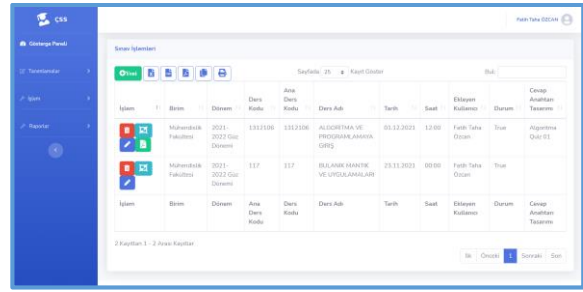 ÇSS
Fatih Taha ÖZCAN
Gösterge Paneli
Sınav İşlemleri
Tanımlamalar
Yeni
Sayfada 25 Kayıt Göster
Bul:
İşlem
Raporlar
İşlem Birim Dönem Ders Kodu Ana Ders Kodu Ders Adı Tarih Saat Ekleyen Kullanıcı Durum Cevap Anahtarı Tasarımı
Mühendislik Fakültesi 2021-2022 Güz Dönemi 1312106 1312106 ALGORİTMA VE PROGRAMLAMAYA GİRİŞ 03.12.2021 12:00 Fatih Taha Özcan True Algoritma Quiz 01
Mühendislik Fakültesi 2021-2022 Güz Dönemi 117 117 BULANIK MANTIK VE UYGULAMALARI 23.11.2021 00:00 Fatih Taha Özcan True
İşlem Birim Dönem Ana Ders Kodu Ders Kodu Ders Adı Tarih Saat Ekleyen Kullanıcı Durum Cevap Anahtarı Tasarımı
2 Kayıttan 1 - 2 Arası Kayıtlar
İlk Önceki 1 Sonraki Son